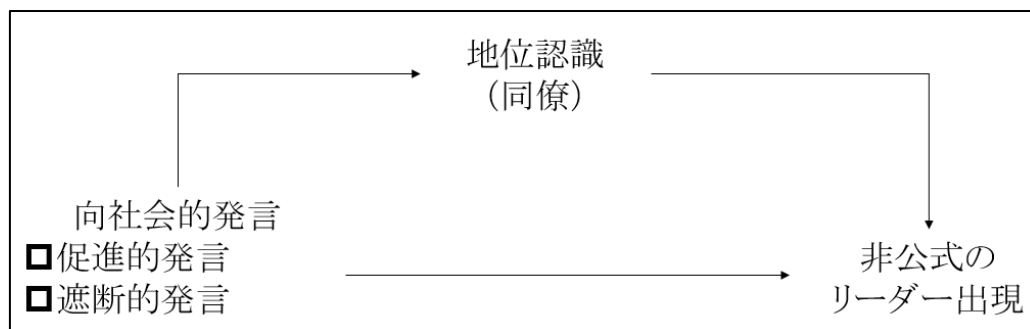 地位認識
（同僚）
向社会的発言
促進的発言
遮断的発言
非公式の
リーダー出現